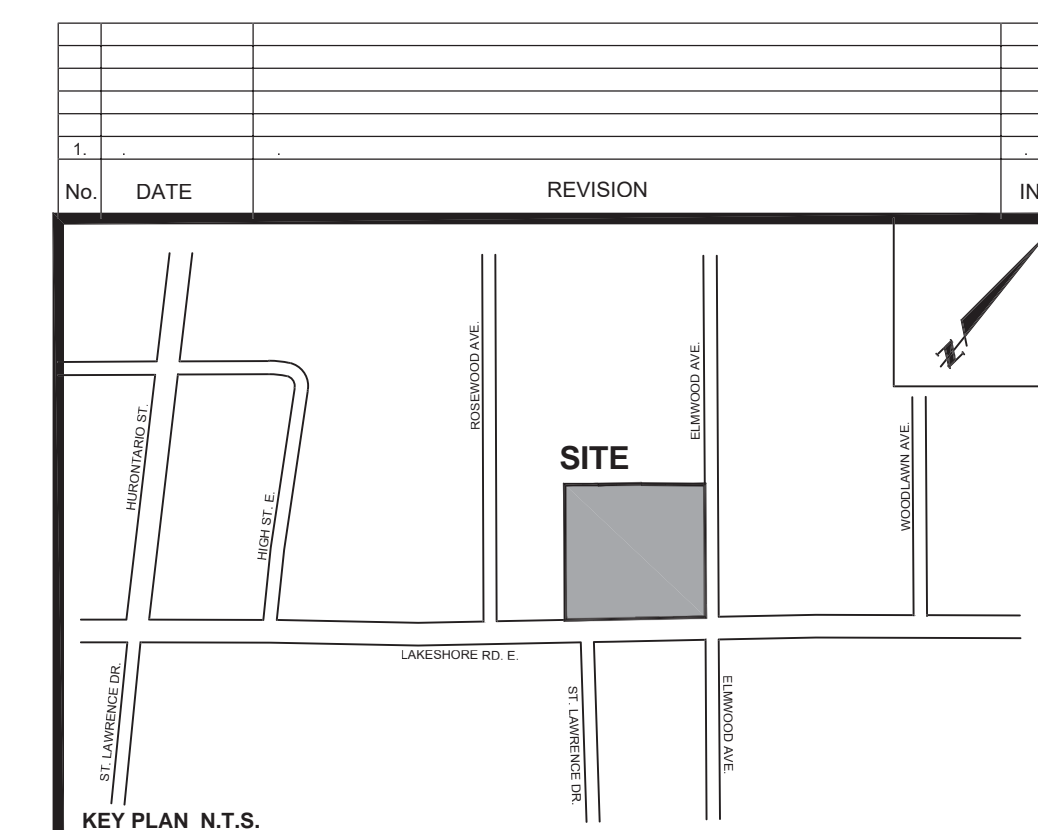 1. . . .
No. DATE REVISION IN
N
ROSEWOOD AVE.
ELMWOOD AVE.
HURONTARIO ST.
HIGH ST. E.
SITE
WOODLAWN AVE.
LAKESHORE RD. E.
ST. LAWRENCE DR.
ST. LAWRENCE DR.
ELMWOOD AVE.
KEY PLAN N.T.S.